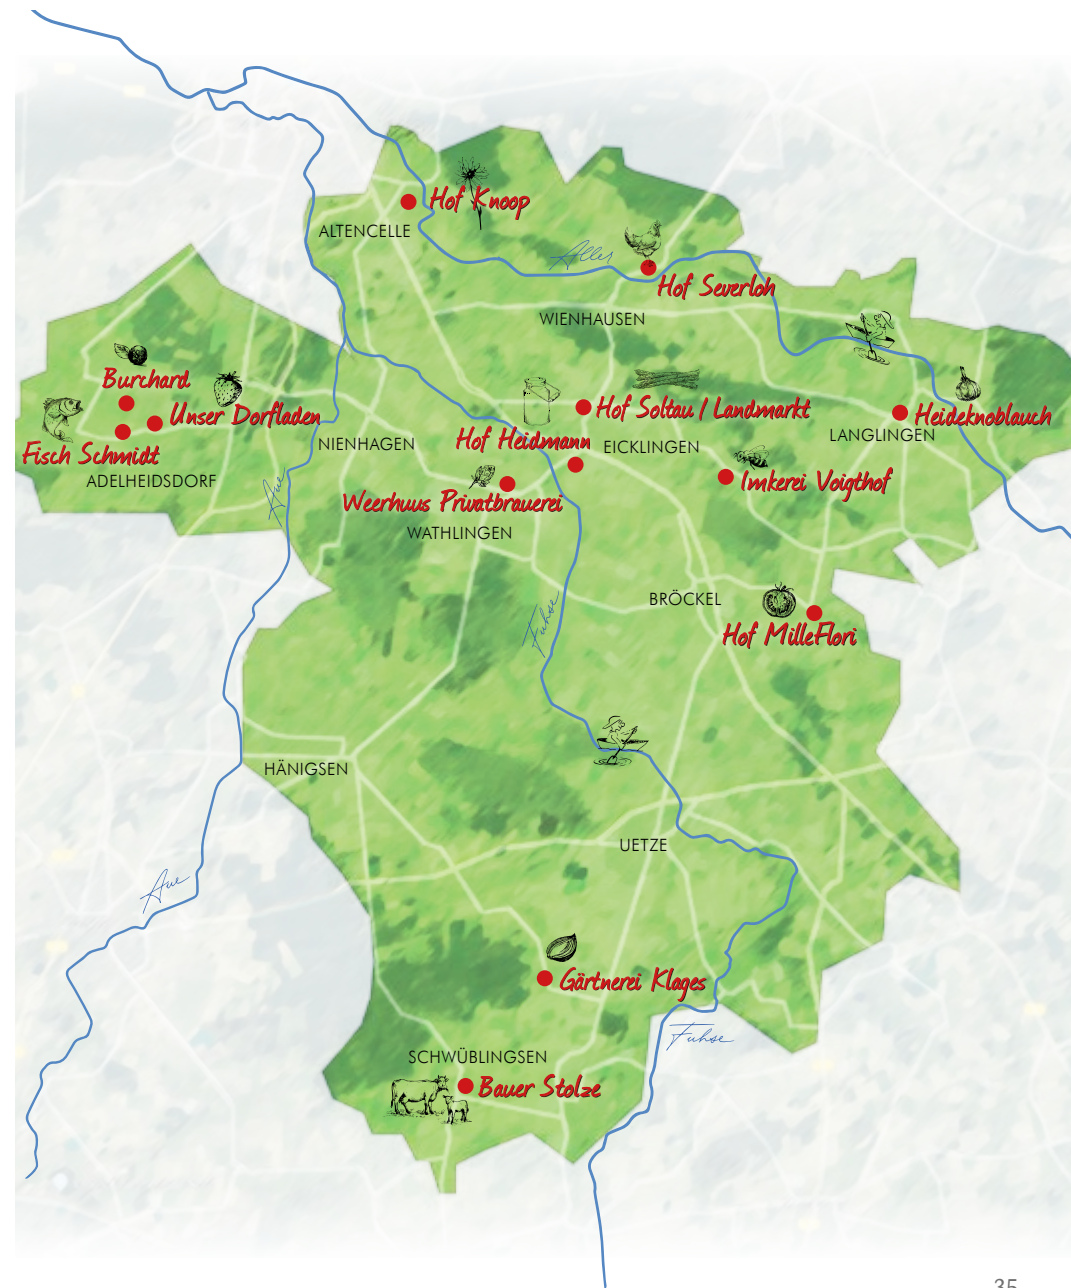 Hof Knoop
ALTENCELLE
Aller
Hof Severloh
WIENHAUSEN
Burchard
Unser Dorfladen
Fisch Schmidt
ADELHEIDSDORF
Hof Soltau / Landmarkt
Hof Heidmann
EICKLINGEN
NIENHAGEN
Heideknoblauch
LANGLINGEN
Imkerei Voigthof
Weerhuus Privatbrauerei
WATHLINGEN
Aue
Fuhse
BRÖCKEL
Hof MilleFlori
HÄNIGSEN
UETZE
Aue
Gärtnerei Klages
Fuhse
SCHWÜBLINGSEN
Bauer Stolze
35